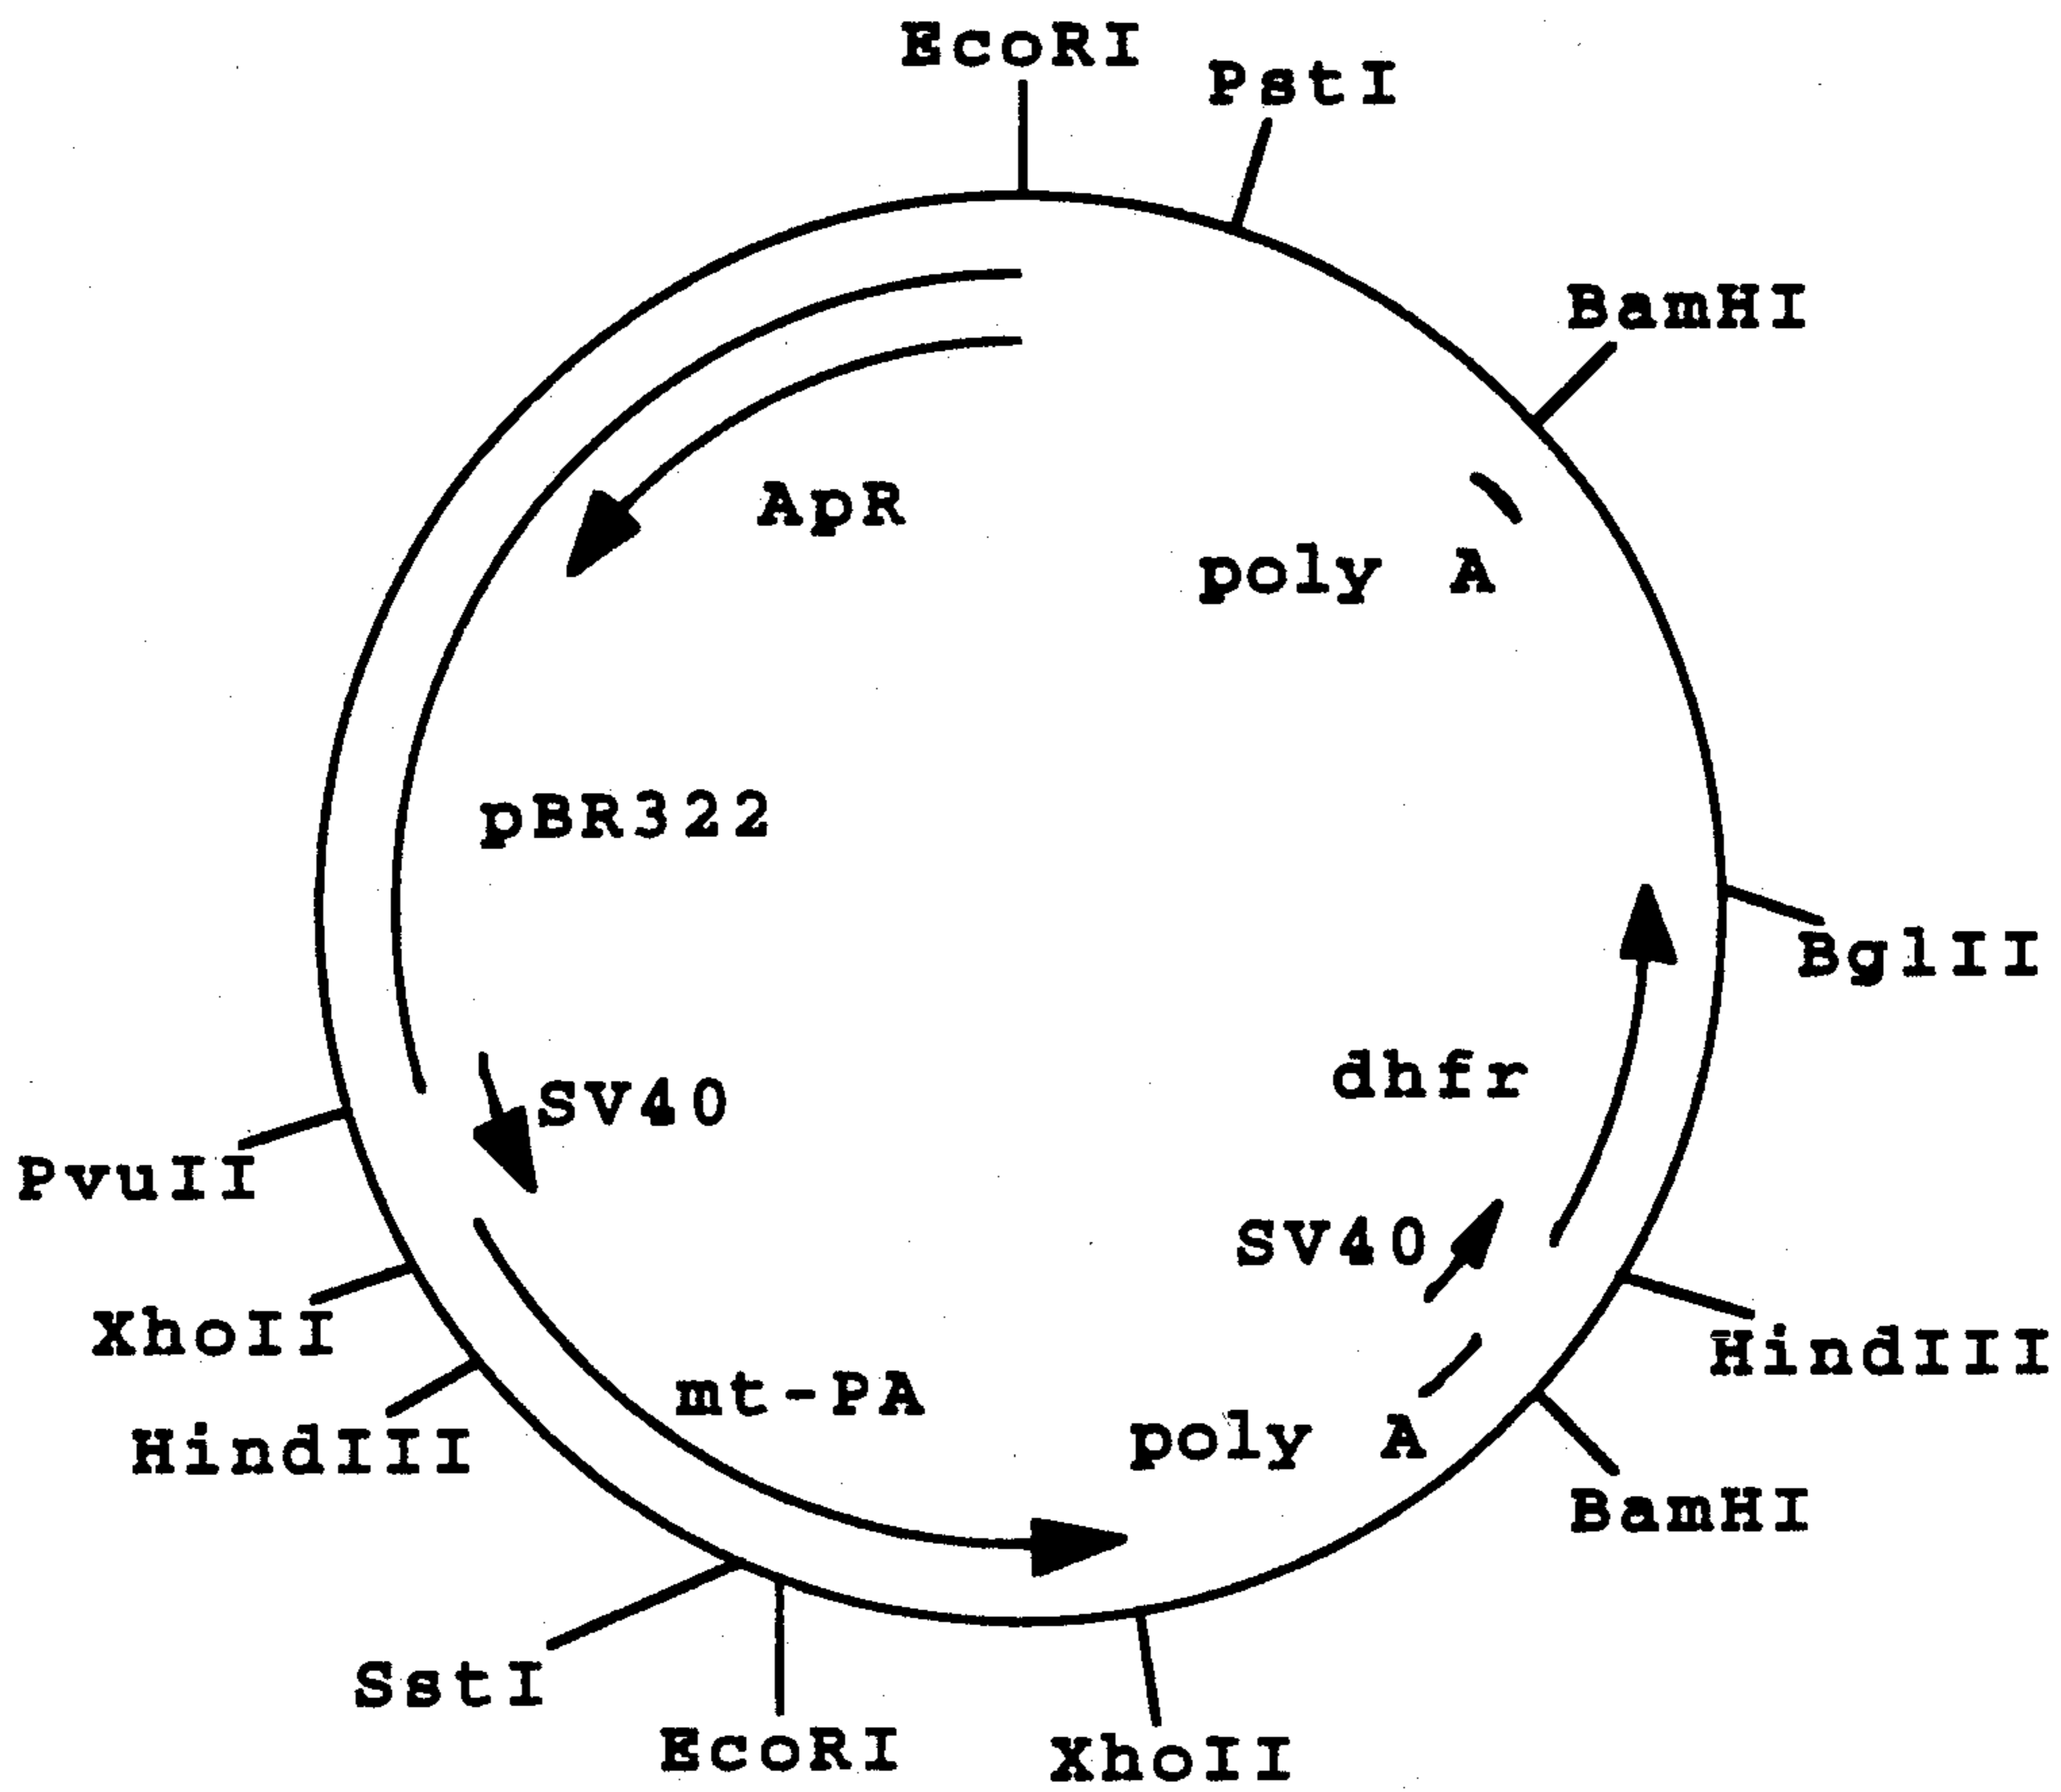 EcoRI
PstI
BamHI
ApR
poly A
pBR322
BglII
dhfr
SV40
PvuII
SV40
XhoII
HindIII
mt-PA
HindIII
poly A
BamHI
SstI
EcoRI
XhoII